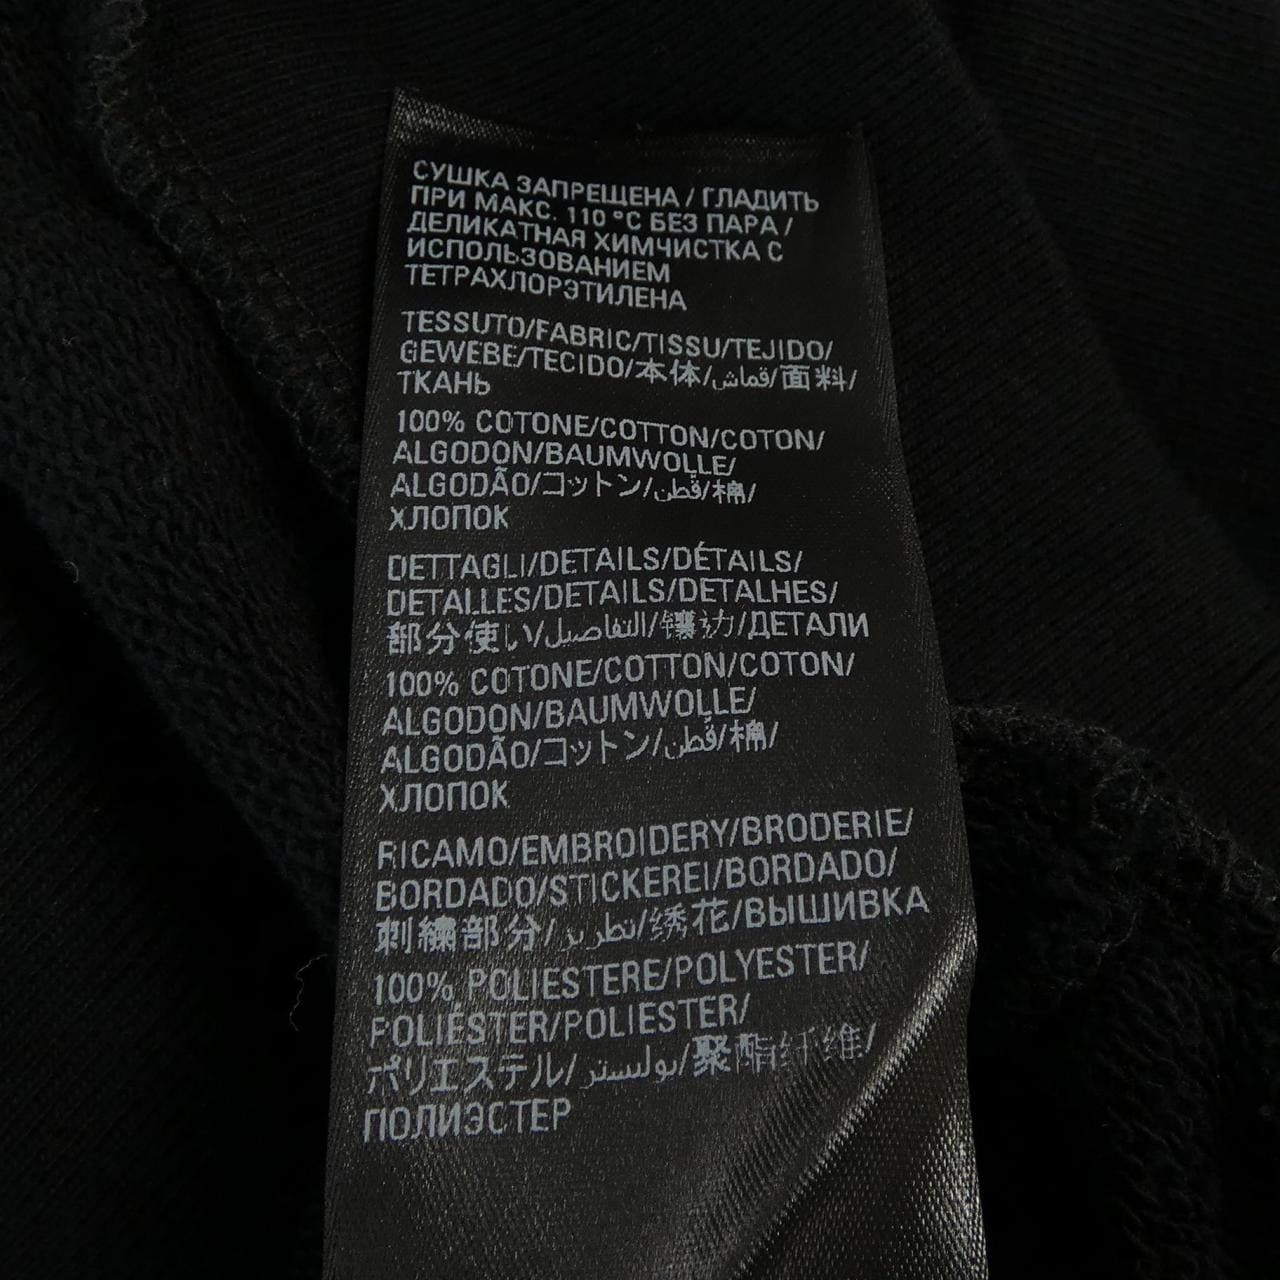 СУШКА ЗАПРЕЩЕНА / ГЛАДИТЬ
ПРИ МАКС. 110 °C БЕЗ ПАРА /
ДЕЛИКАТНАЯ ХИМЧИСТКА С
ИСПОЛЬЗОВАНИЕМ
ТЕТРАХЛОРЭТИЛЕНА
TESSUTO/FABRIC/TISSU/TEJIDO/
GEWEBE/TECIDO/本体/قماش/面料/
ТКАНЬ
100% COTONE/COTTON/COTON/
ALGODON/BAUMWOLLE/
ALGODÃO/コットン/قطن/棉/
ХЛОПОК
DETTAGLI/DETAILS/DÉTAILS/
DETALLES/DETAILS/DETALHES/
部分使い/التفاصيل/镶边/ДЕТАЛИ
100% COTONE/COTTON/COTON/
ALGODON/BAUMWOLLE/
ALGODÃO/コットン/قطن/棉/
ХЛОПОК
RICAMO/EMBROIDERY/BRODERIE/
BORDADO/STICKEREI/BORDADO/
刺繍部分/تطريز/绣花/ВЫШИВКА
100% POLIESTERE/POLYESTER/
POLIÉSTER/POLIESTER/
ポリエステル/بوليستر/聚酯纤维/
ПОЛИЭСТЕР